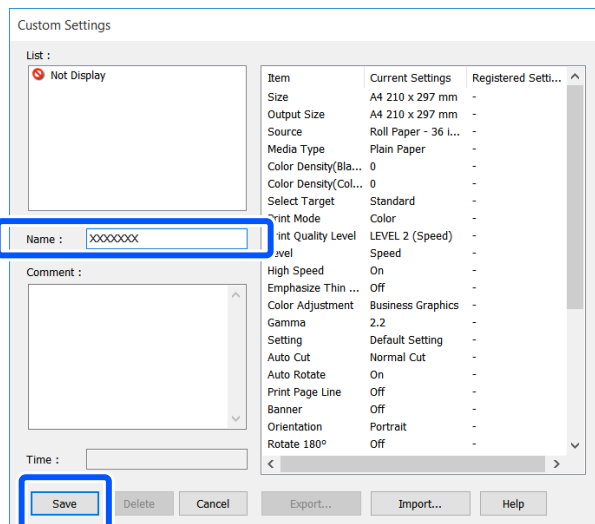 Custom Settings
List :
Not Display
Name :
XXXXXXX
Comment :
Time :
Item Current Settings Registered Setti...
Size A4 210 x 297 mm -
Output Size A4 210 x 297 mm -
Source Roll Paper - 36 i... -
Media Type Plain Paper -
Color Density(Bla... 0 -
Color Density(Col... 0 -
Select Target Standard -
Print Mode Color -
Print Quality Level LEVEL 2 (Speed) -
Level Speed -
High Speed On -
Emphasize Thin ... Off -
Color Adjustment Business Graphics -
Gamma 2.2 -
Setting Default Setting -
Auto Cut Normal Cut -
Auto Rotate On -
Print Page Line Off -
Banner Off -
Orientation Portrait -
Rotate 180° Off -
Save Delete Cancel Export... Import... Help